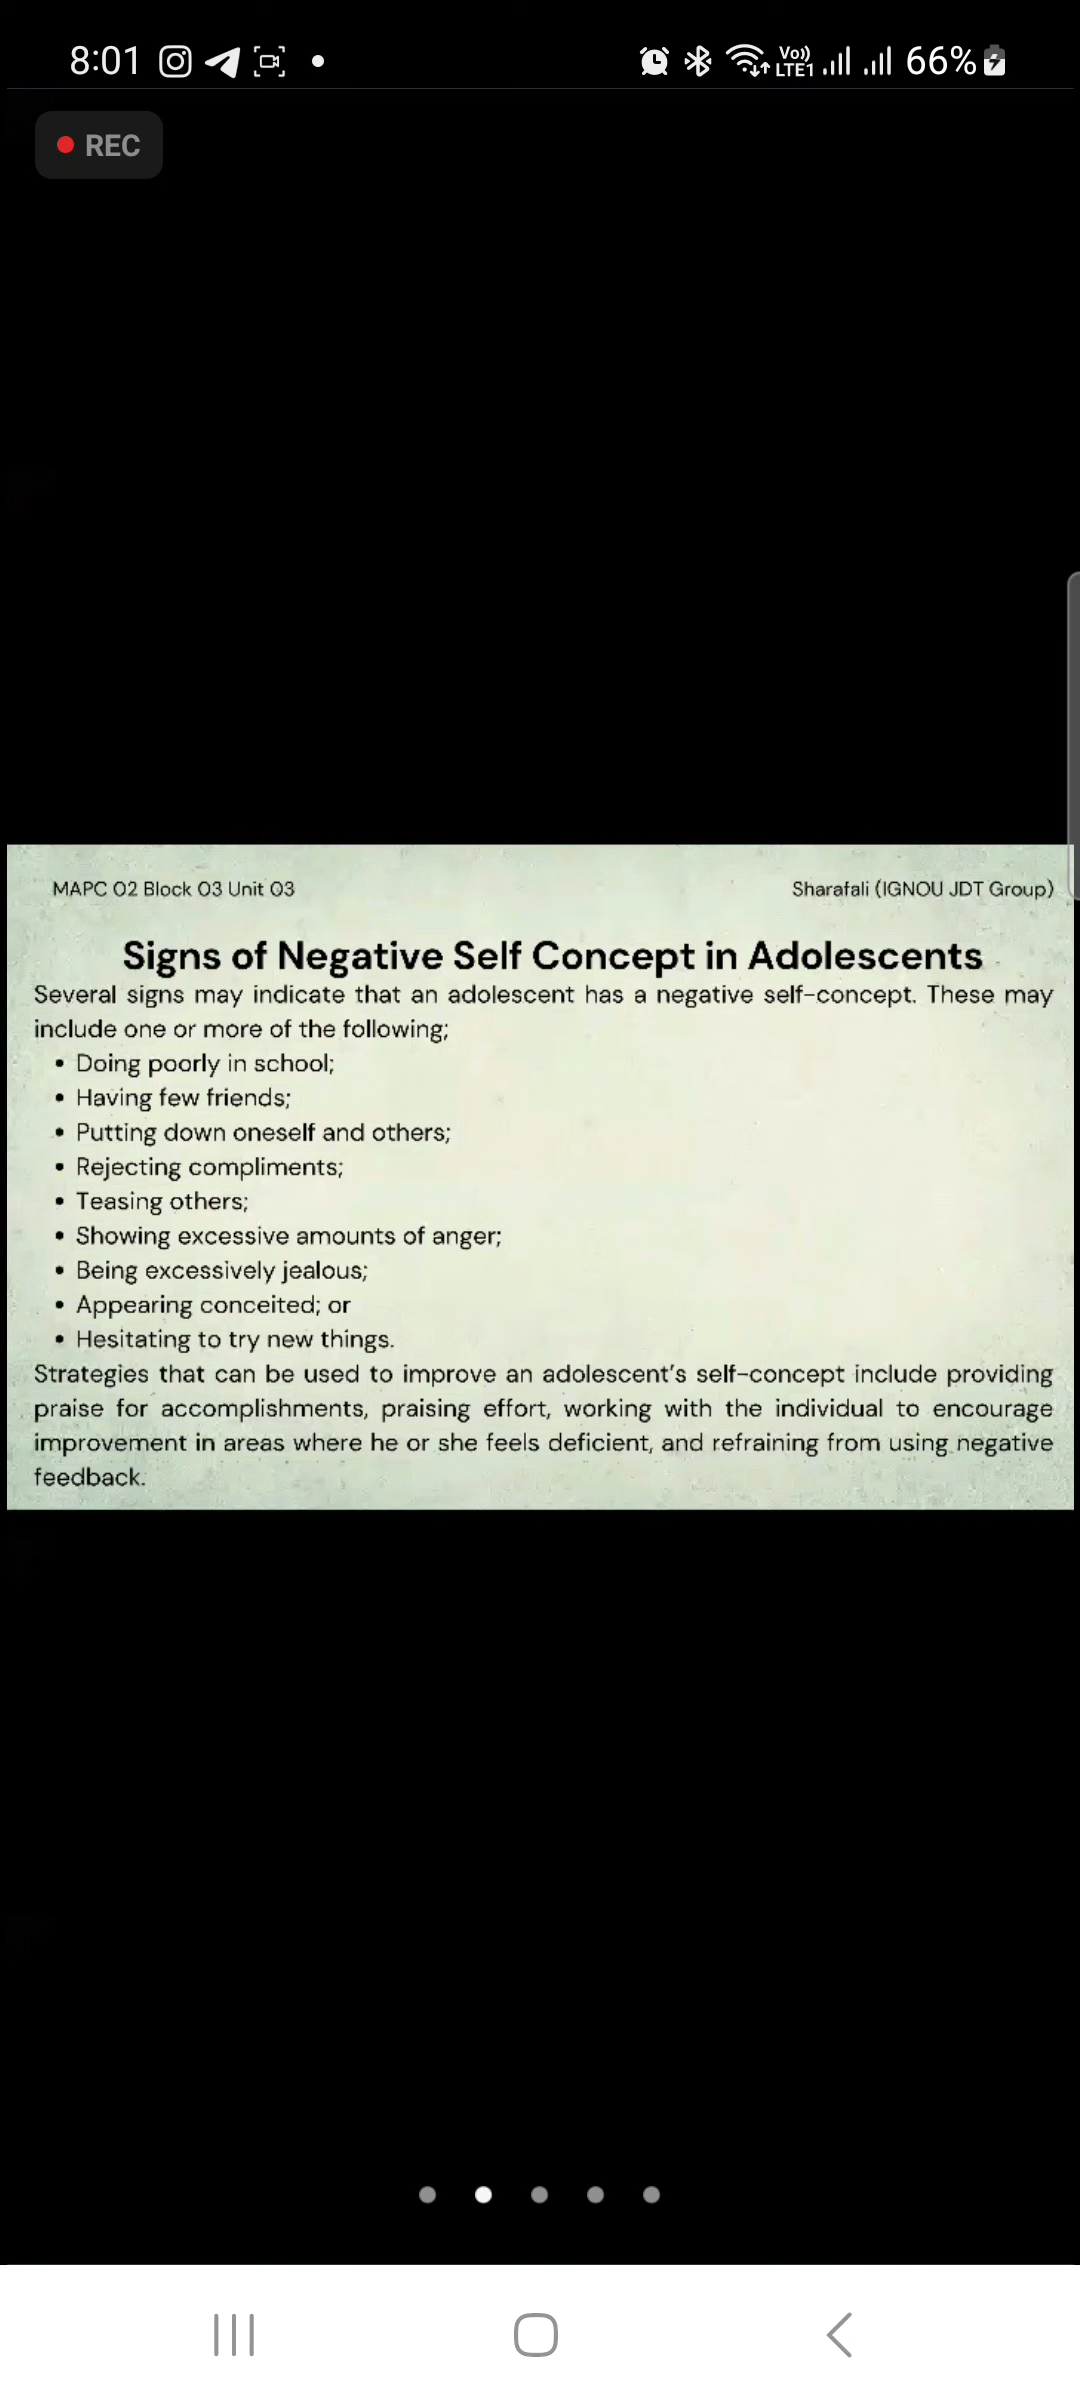 8:01 Vo)) LTE1 66%
REC
MAPC 02 Block 03 Unit 03 Sharafali (IGNOU JDT Group)
Signs of Negative Self Concept in Adolescents
Several signs may indicate that an adolescent has a negative self-concept. These may
include one or more of the following;
• Doing poorly in school;
• Having few friends;
• Putting down oneself and others;
• Rejecting compliments;
• Teasing others;
• Showing excessive amounts of anger;
• Being excessively jealous;
• Appearing conceited; or
• Hesitating to try new things.
Strategies that can be used to improve an adolescent's self-concept include providing
praise for accomplishments, praising effort, working with the individual to encourage
improvement in areas where he or she feels deficient, and refraining from using negative
feedback.